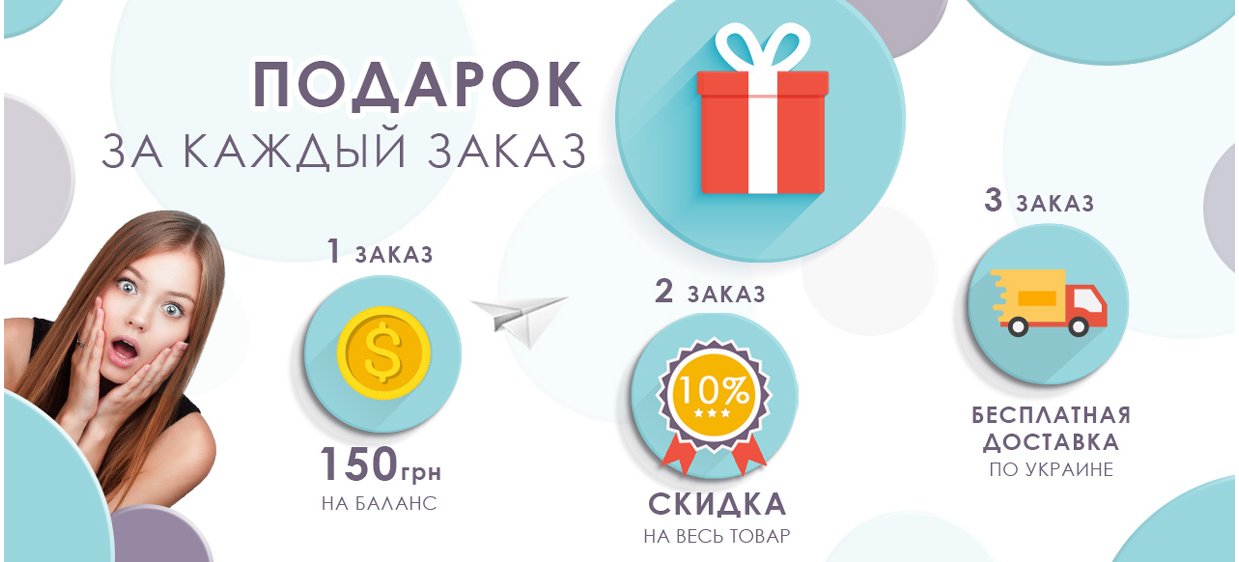 ПОДАРОК
ЗА КАЖДЫЙ ЗАКАЗ
1 ЗАКАЗ
$
150грн
НА БАЛАНС
2 ЗАКАЗ
10%
СКИДКА
НА ВЕСЬ ТОВАР
3 ЗАКАЗ
БЕСПЛАТНАЯ
ДОСТАВКА
ПО УКРАИНЕ